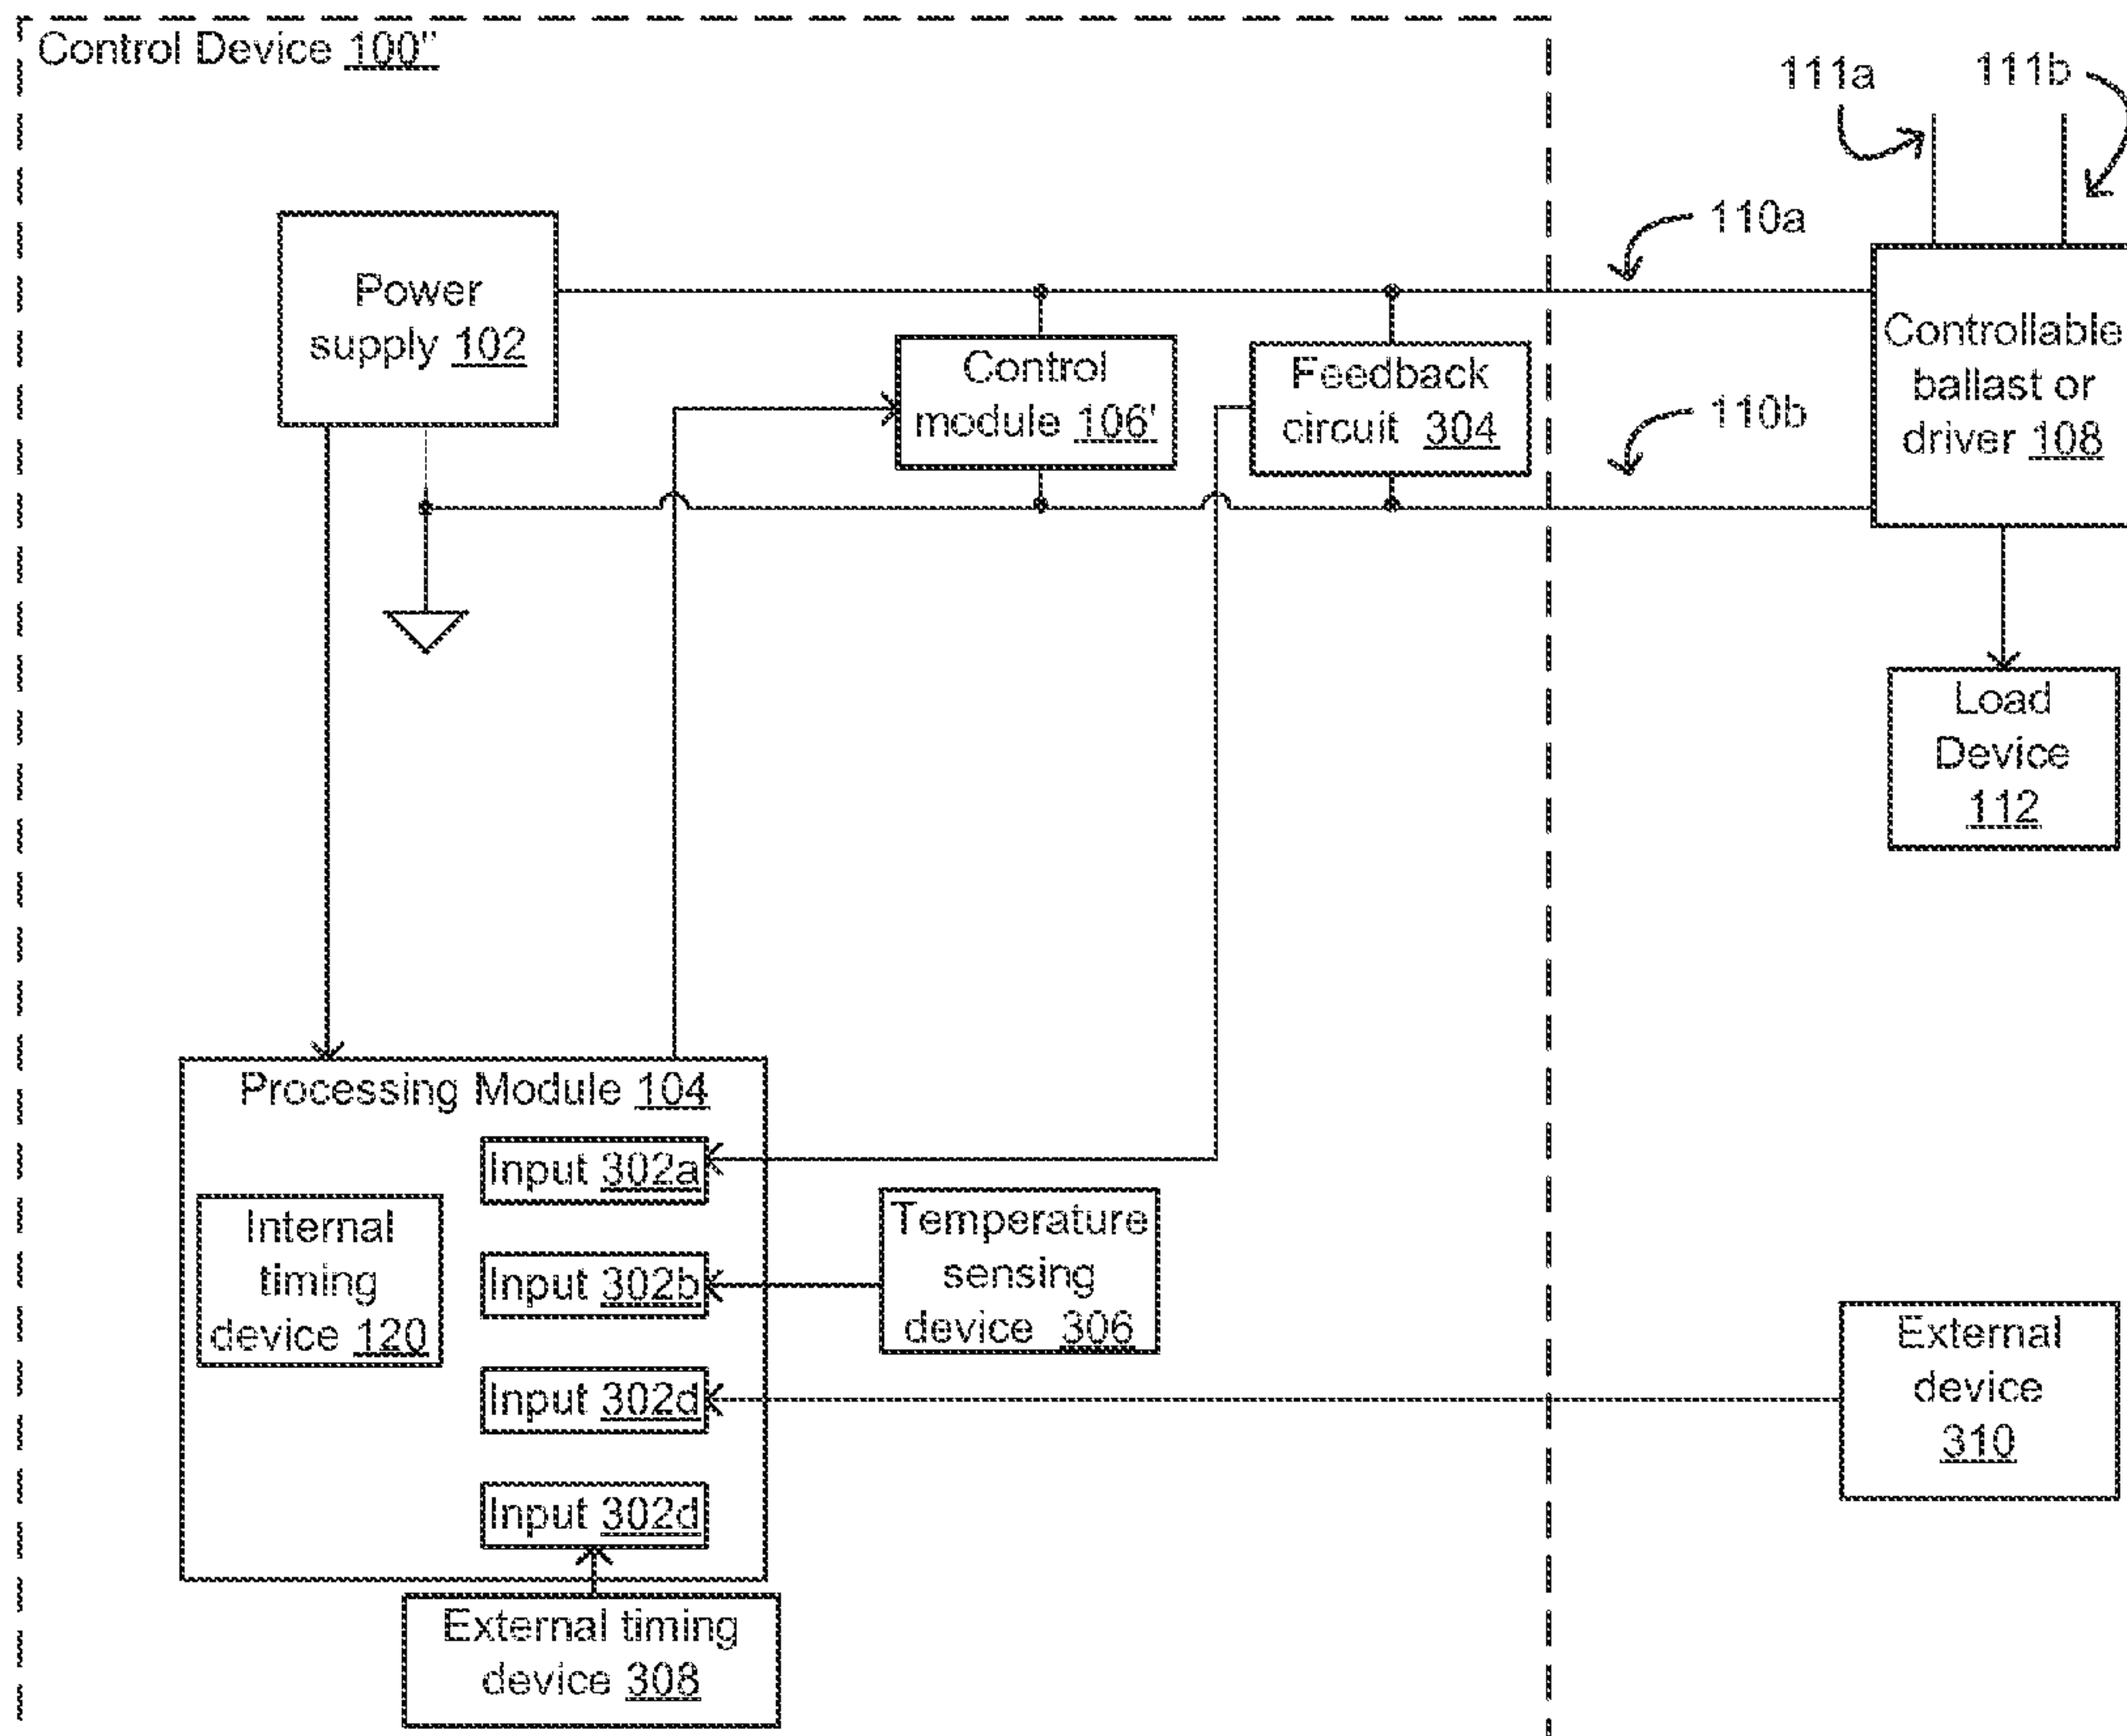 Control Device 100''
111a
111b
110a
Power
supply 102
Control
module 106'
Feedback
circuit 304
110b
Controllable
ballast or
driver 108
Load
Device
112
Processing Module 104
Input 302a
Internal
timing
device 120
Input 302b
Temperature
sensing
device 306
Input 302d
External
device
310
Input 302d
External timing
device 308